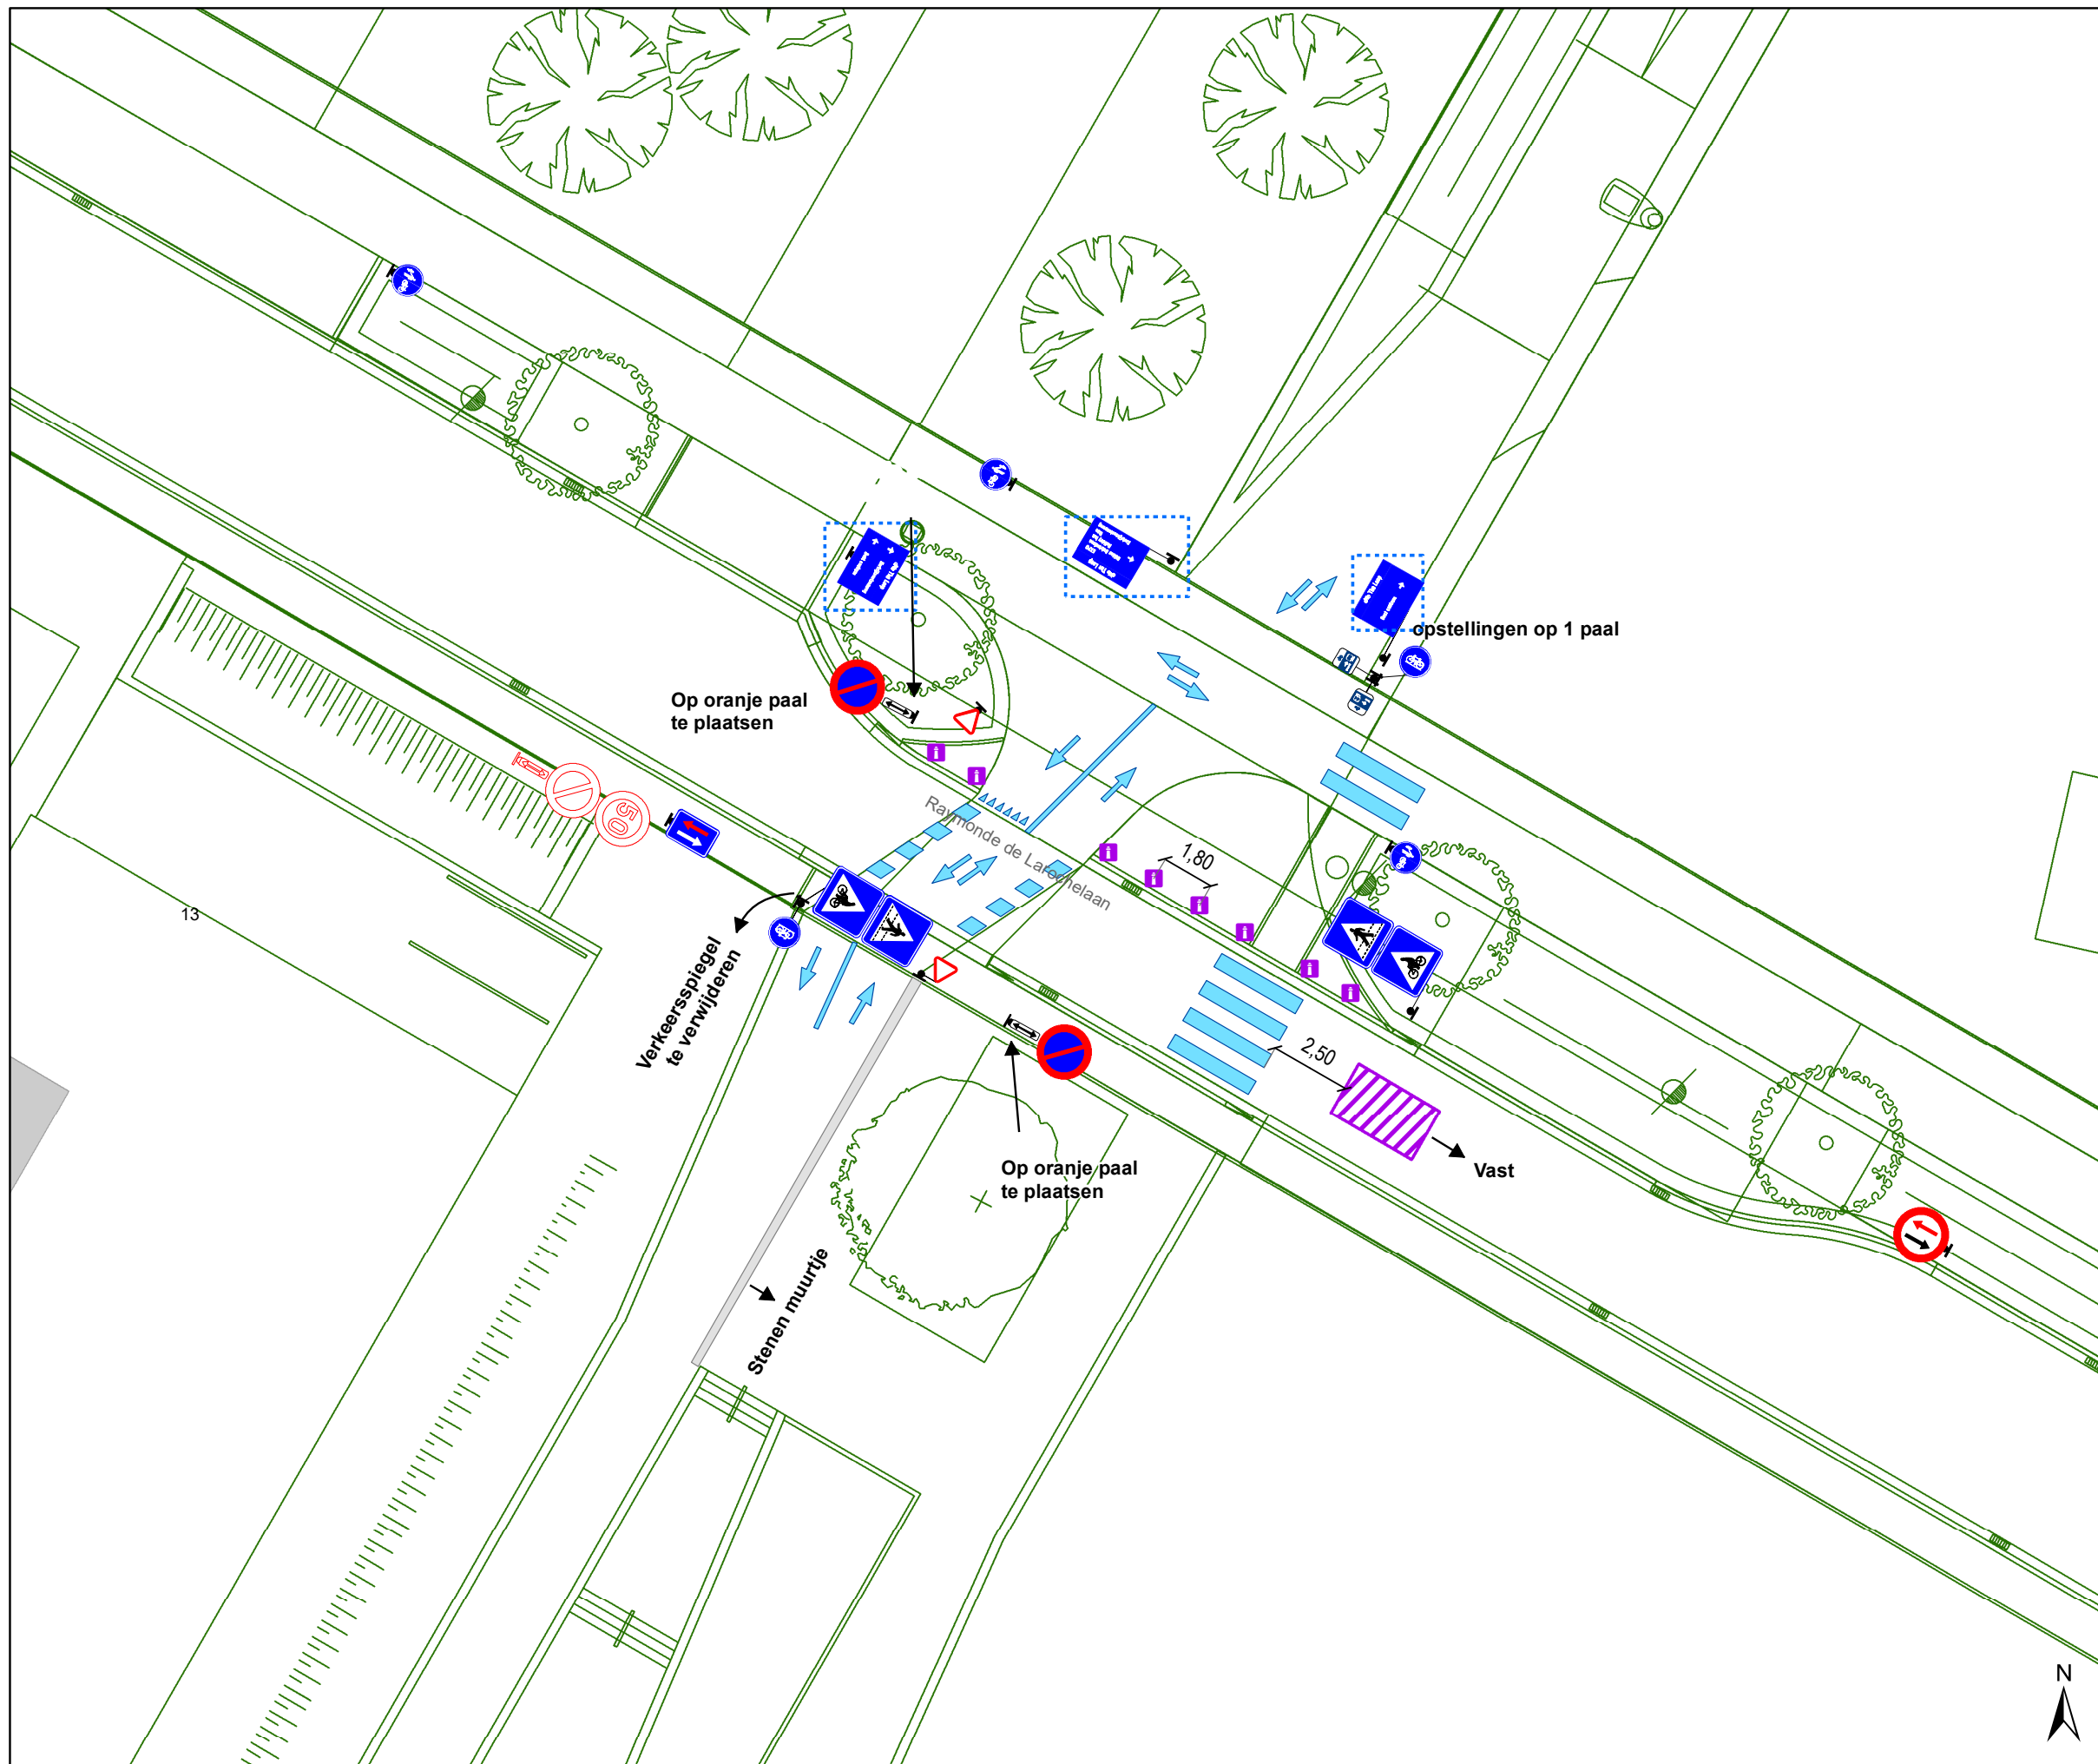 opstellingen op 1 paal
Op oranje paal
te plaatsen
50
Raymonde de Larochelaan
1,80
13
Verkeersspiegel
te verwijderen
2,50
Vast
Op oranje paal
te plaatsen
Stenen muurtje
N